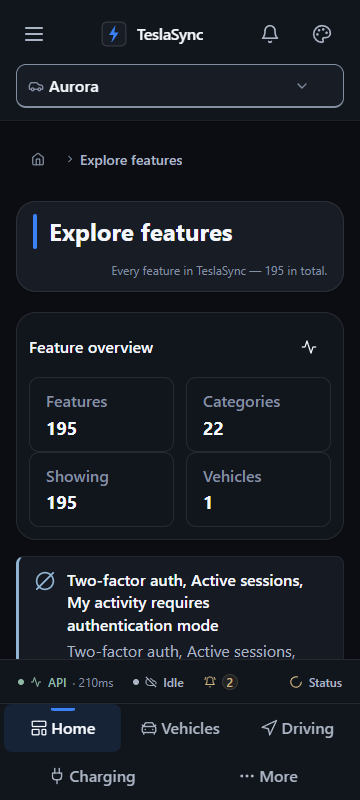 TeslaSync
Aurora
Explore features
Explore features
Every feature in TeslaSync — 195 in total.
Feature overview
Features
195
Categories
22
Showing
195
Vehicles
1
Two-factor auth, Active sessions,
My activity requires
authentication mode
Two-factor auth, Active sessions,
API · 210ms
Idle
2
Status
Home
Vehicles
Driving
Charging
More